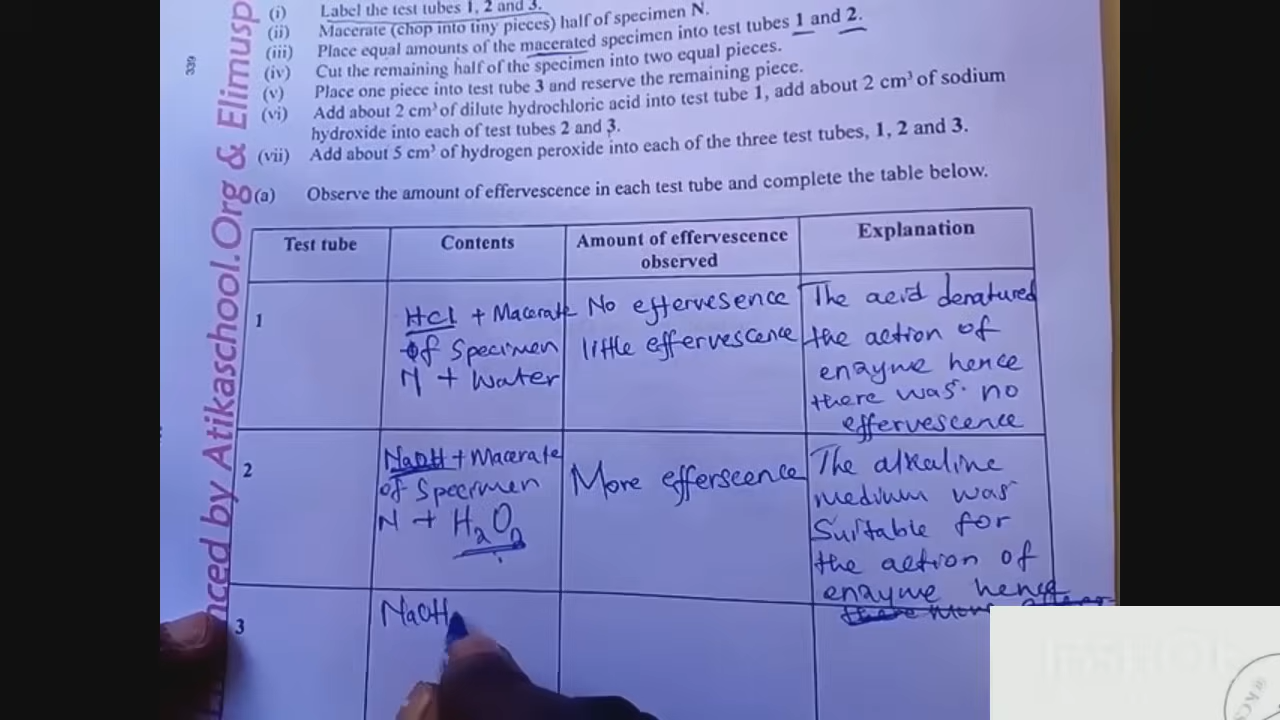 (i) Label the test tubes 1, 2 and 3.
(ii) Macerate (chop into tiny pieces) half of specimen N.
(iii) Place equal amounts of the macerated specimen into test tubes 1 and 2.
(iv) Cut the remaining half of the specimen into two equal pieces.
(v) Place one piece into test tube 3 and reserve the remaining piece.
(vi) Add about 2 cm³ of dilute hydrochloric acid into test tube 1, add about 2 cm³ of sodium
hydroxide into each of test tubes 2 and 3.
(vii) Add about 5 cm³ of hydrogen peroxide into each of the three test tubes, 1, 2 and 3.
(a) Observe the amount of effervescence in each test tube and complete the table below.
Test tube
Contents
Amount of effervescence
observed
Explanation
1
HCl + Macerate
of Specimen
N + Water
No effervesence
little effervescence
The acid denatured
the action of
enzyme hence
there was no
effervescence
2
NaOH + Macerate
of Specimen
N + H₂O₂
More efferscence
The alkaline
medium was
Suitable for
the action of
enzyme hence
3
NaOH
339
nced by Atikaschool.Org & Elimusp